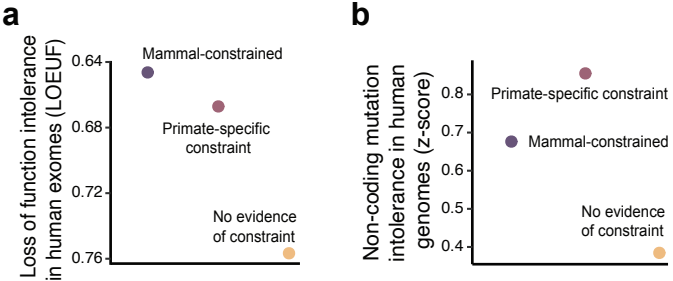 a
Loss of function intolerance
in human exomes (LOEUF)
0.64
0.68
0.72
0.76
Mammal-constrained
Primate-specific
constraint
No evidence
of constraint
b
Non-coding mutation
intolerance in human
genomes (z-score)
0.8
0.7
0.6
0.5
0.4
Primate-specific constraint
Mammal-constrained
No evidence
of constraint